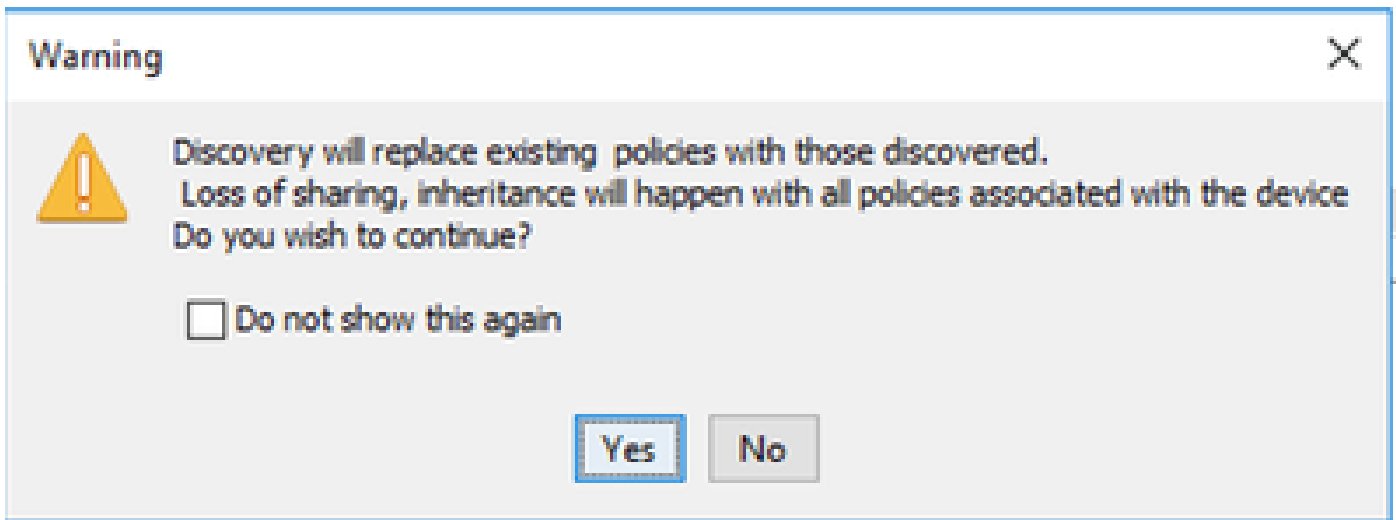 Warning
Discovery will replace existing policies with those discovered.
Loss of sharing, inheritance will happen with all policies associated with the device
Do you wish to continue?
Do not show this again
Yes
No